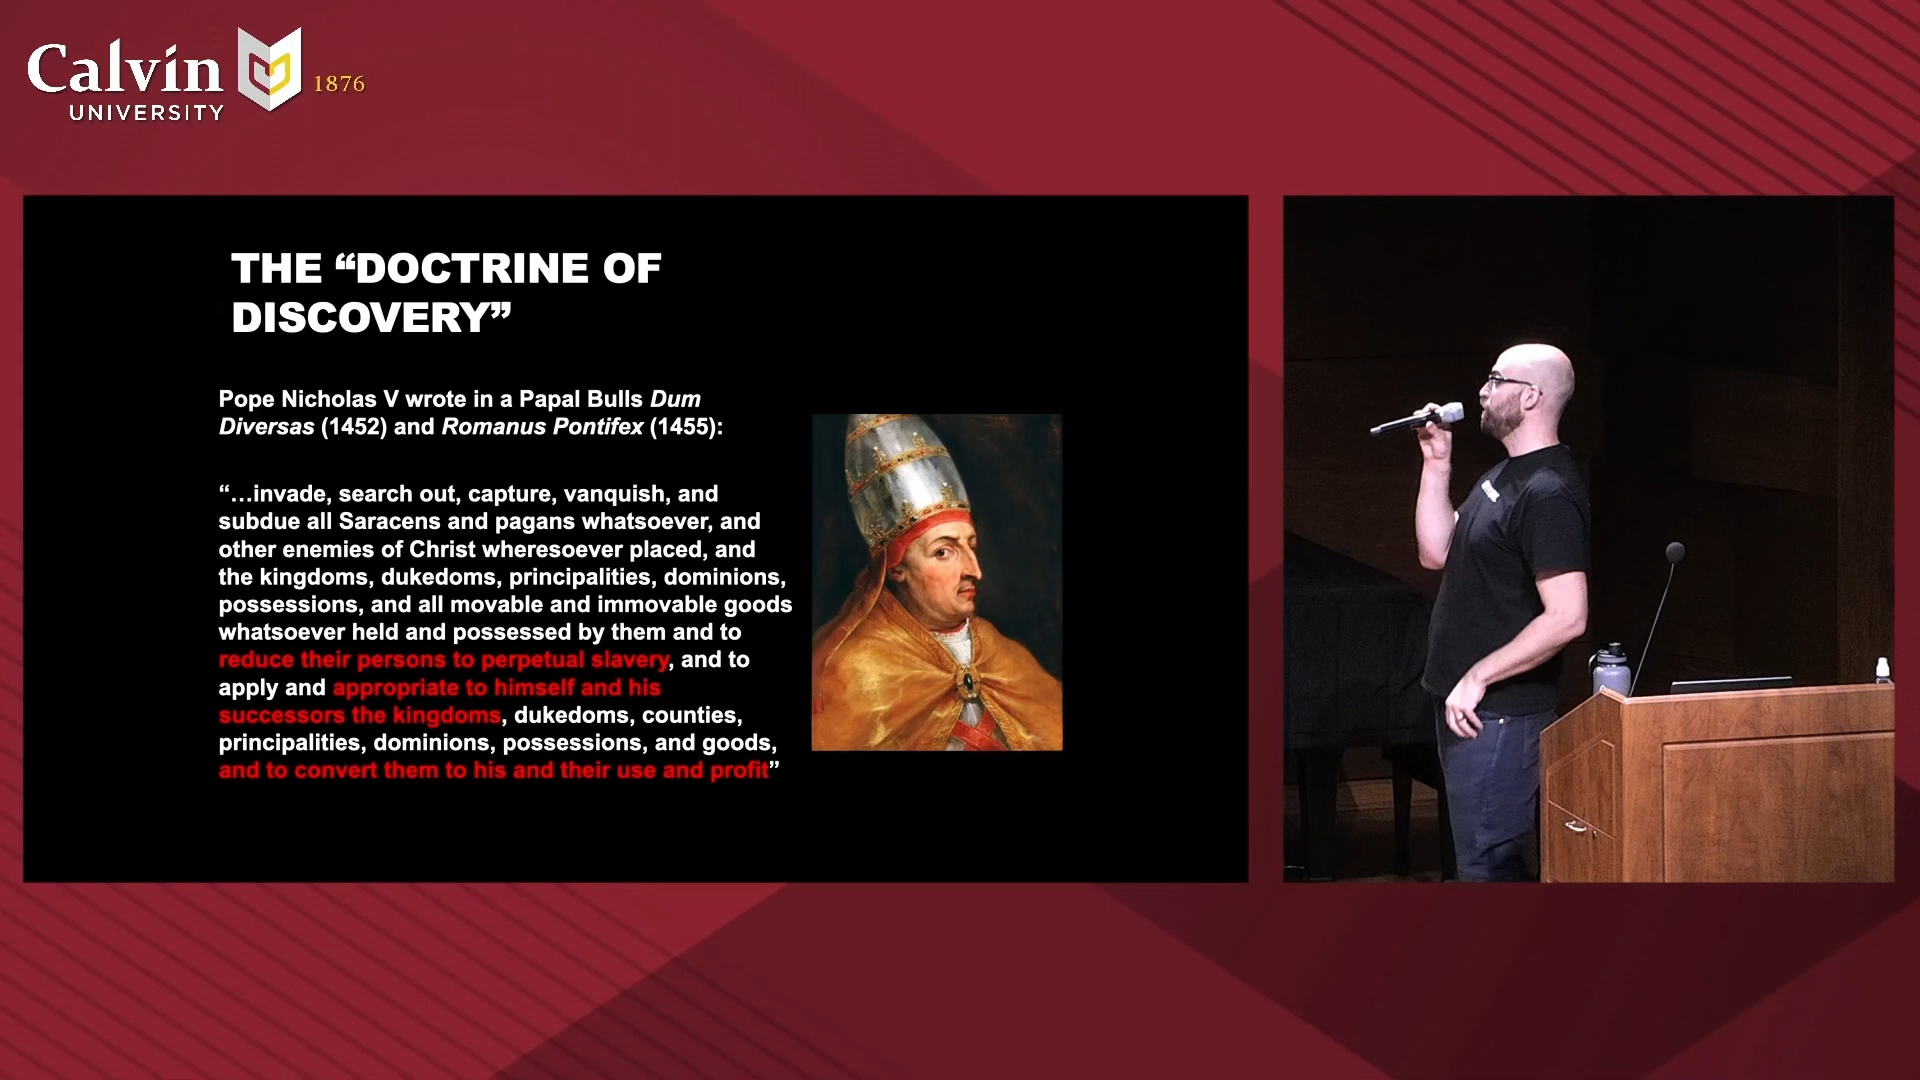 Calvin
UNIVERSITY
1876
THE “DOCTRINE OF
DISCOVERY”
Pope Nicholas V wrote in a Papal Bulls Dum
Diversas (1452) and Romanus Pontifex (1455):
“…invade, search out, capture, vanquish, and
subdue all Saracens and pagans whatsoever, and
other enemies of Christ wheresoever placed, and
the kingdoms, dukedoms, principalities, dominions,
possessions, and all movable and immovable goods
whatsoever held and possessed by them and to
reduce their persons to perpetual slavery, and to
apply and appropriate to himself and his
successors the kingdoms, dukedoms, counties,
principalities, dominions, possessions, and goods,
and to convert them to his and their use and profit”